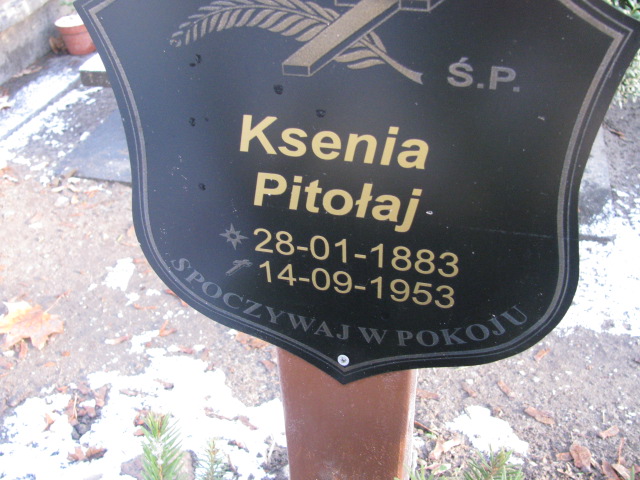 Ś.P.
Ksenia
Pitołaj
28-01-1883
14-09-1953
SPOCZYWAJ W POKOJU